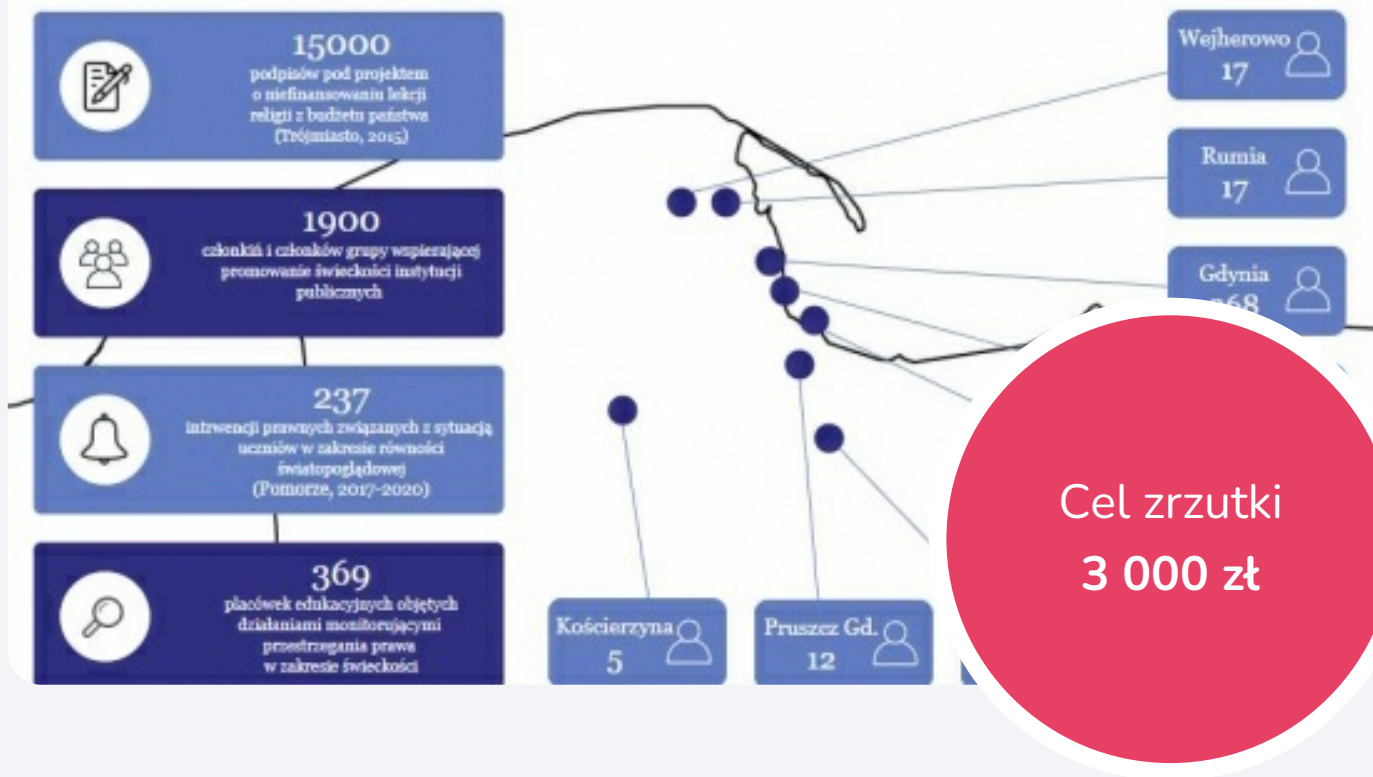 15000
podpisów pod projektem
o niefinansowaniu lekcji
religii z budżetu państwa
(Trójmiasto, 2015)
1900
członkiń i członków grupy wspierającej
promowanie świeckości instytucji
publicznych
237
intrwencji prawnych związanych z sytuacją
uczniów w zakresie równości
światopoglądowej
(Pomorze, 2017-2020)
369
placówek edukacyjnych objętych
działaniami monitorującymi
przestrzegania prawa
w zakresie świeckości
Wejherowo
17
Rumia
17
Gdynia
Kościerzyna
5
Pruszcz Gd.
12
Cel zrzutki
3 000 zł